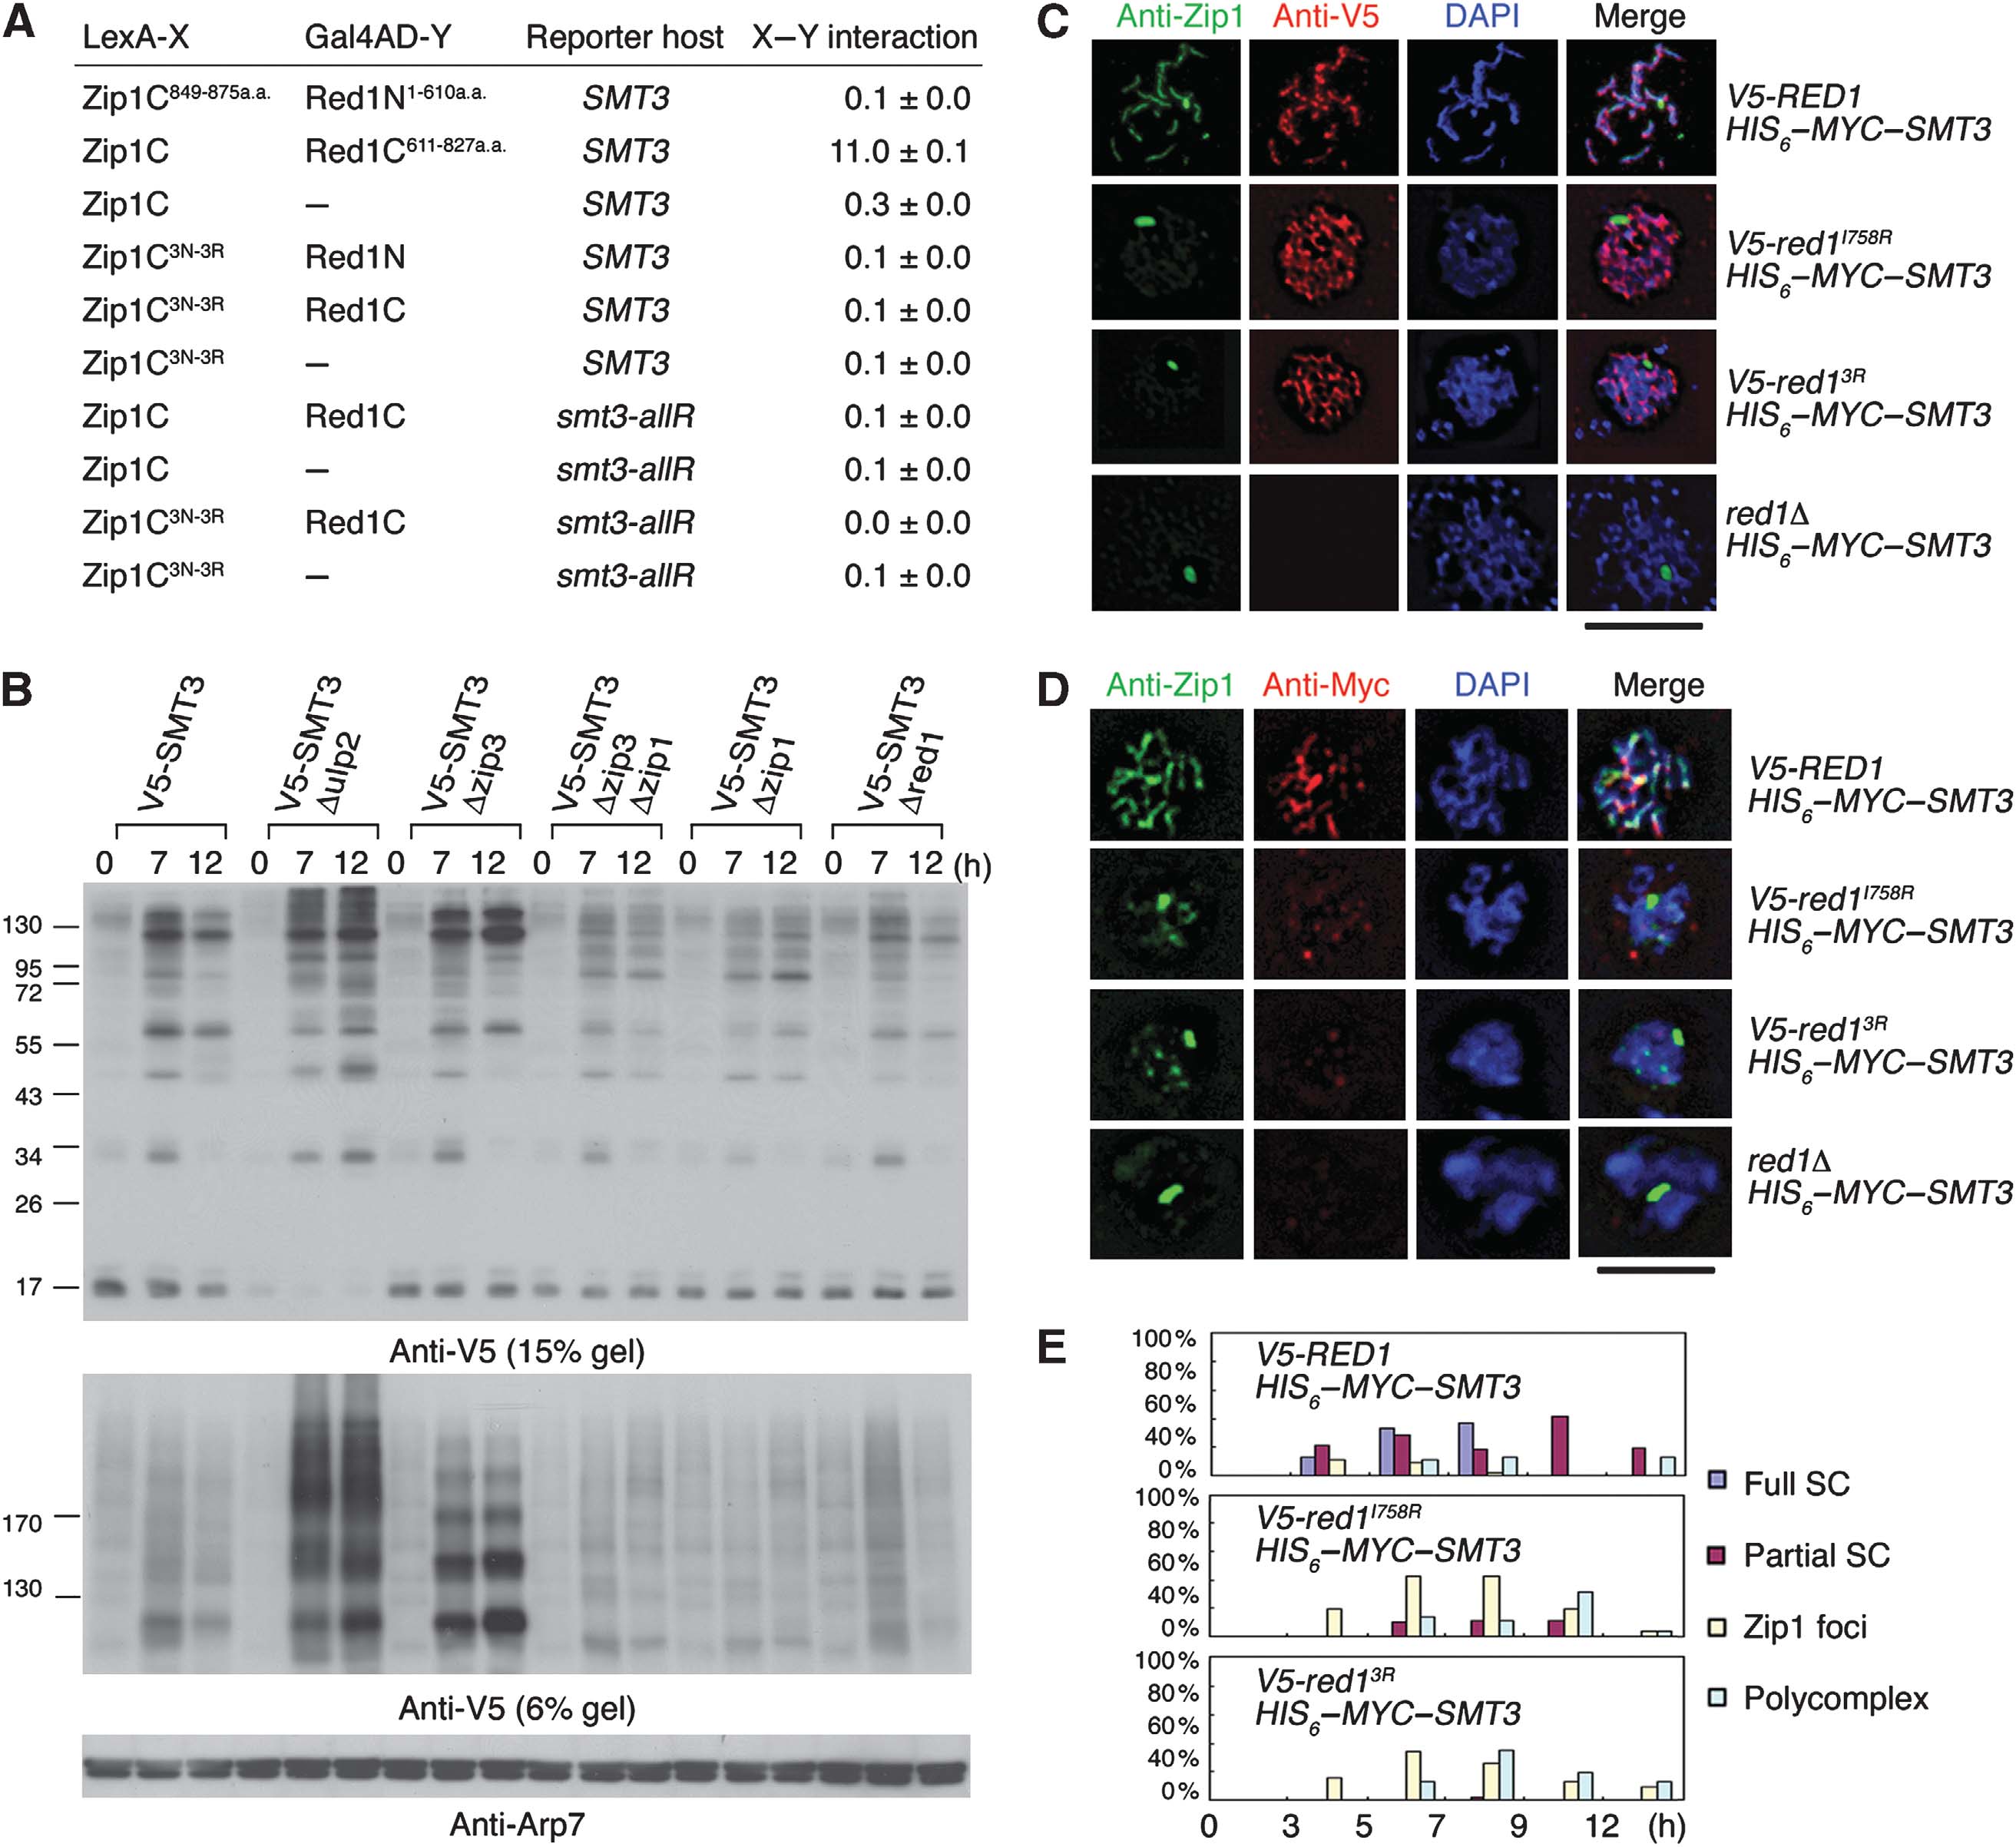 A
LexA-X Gal4AD-Y Reporter host X–Y interaction
Zip1C849-875a.a. Red1N1-610a.a. SMT3 0.1 ± 0.0
Zip1C Red1C611-827a.a. SMT3 11.0 ± 0.1
Zip1C – SMT3 0.3 ± 0.0
Zip1C3N-3R Red1N SMT3 0.1 ± 0.0
Zip1C3N-3R Red1C SMT3 0.1 ± 0.0
Zip1C3N-3R – SMT3 0.1 ± 0.0
Zip1C Red1C smt3-allR 0.1 ± 0.0
Zip1C – smt3-allR 0.1 ± 0.0
Zip1C3N-3R Red1C smt3-allR 0.0 ± 0.0
Zip1C3N-3R – smt3-allR 0.1 ± 0.0
B
V5-SMT3
V5-SMT3 Δulp2
V5-SMT3 Δzip3
V5-SMT3 Δzip3 Δzip1
V5-SMT3 Δzip1
V5-SMT3 Δred1
0 7 12 0 7 12 0 7 12 0 7 12 0 7 12 0 7 12 (h)
130
95
72
55
43
34
26
17
Anti-V5 (15% gel)
170
130
Anti-V5 (6% gel)
Anti-Arp7
C
Anti-Zip1 Anti-V5 DAPI Merge
V5-RED1
HIS6–MYC–SMT3
V5-red1I758R
HIS6–MYC–SMT3
V5-red13R
HIS6–MYC–SMT3
red1Δ
HIS6–MYC–SMT3
D
Anti-Zip1 Anti-Myc DAPI Merge
V5-RED1
HIS6–MYC–SMT3
V5-red1I758R
HIS6–MYC–SMT3
V5-red13R
HIS6–MYC–SMT3
red1Δ
HIS6–MYC–SMT3
E
100%
80%
60%
40%
0%
V5-RED1
HIS6–MYC–SMT3
100%
80%
60%
40%
0%
V5-red1I758R
HIS6–MYC–SMT3
100%
80%
60%
40%
0%
V5-red13R
HIS6–MYC–SMT3
0 3 5 7 9 12 (h)
Full SC
Partial SC
Zip1 foci
Polycomplex